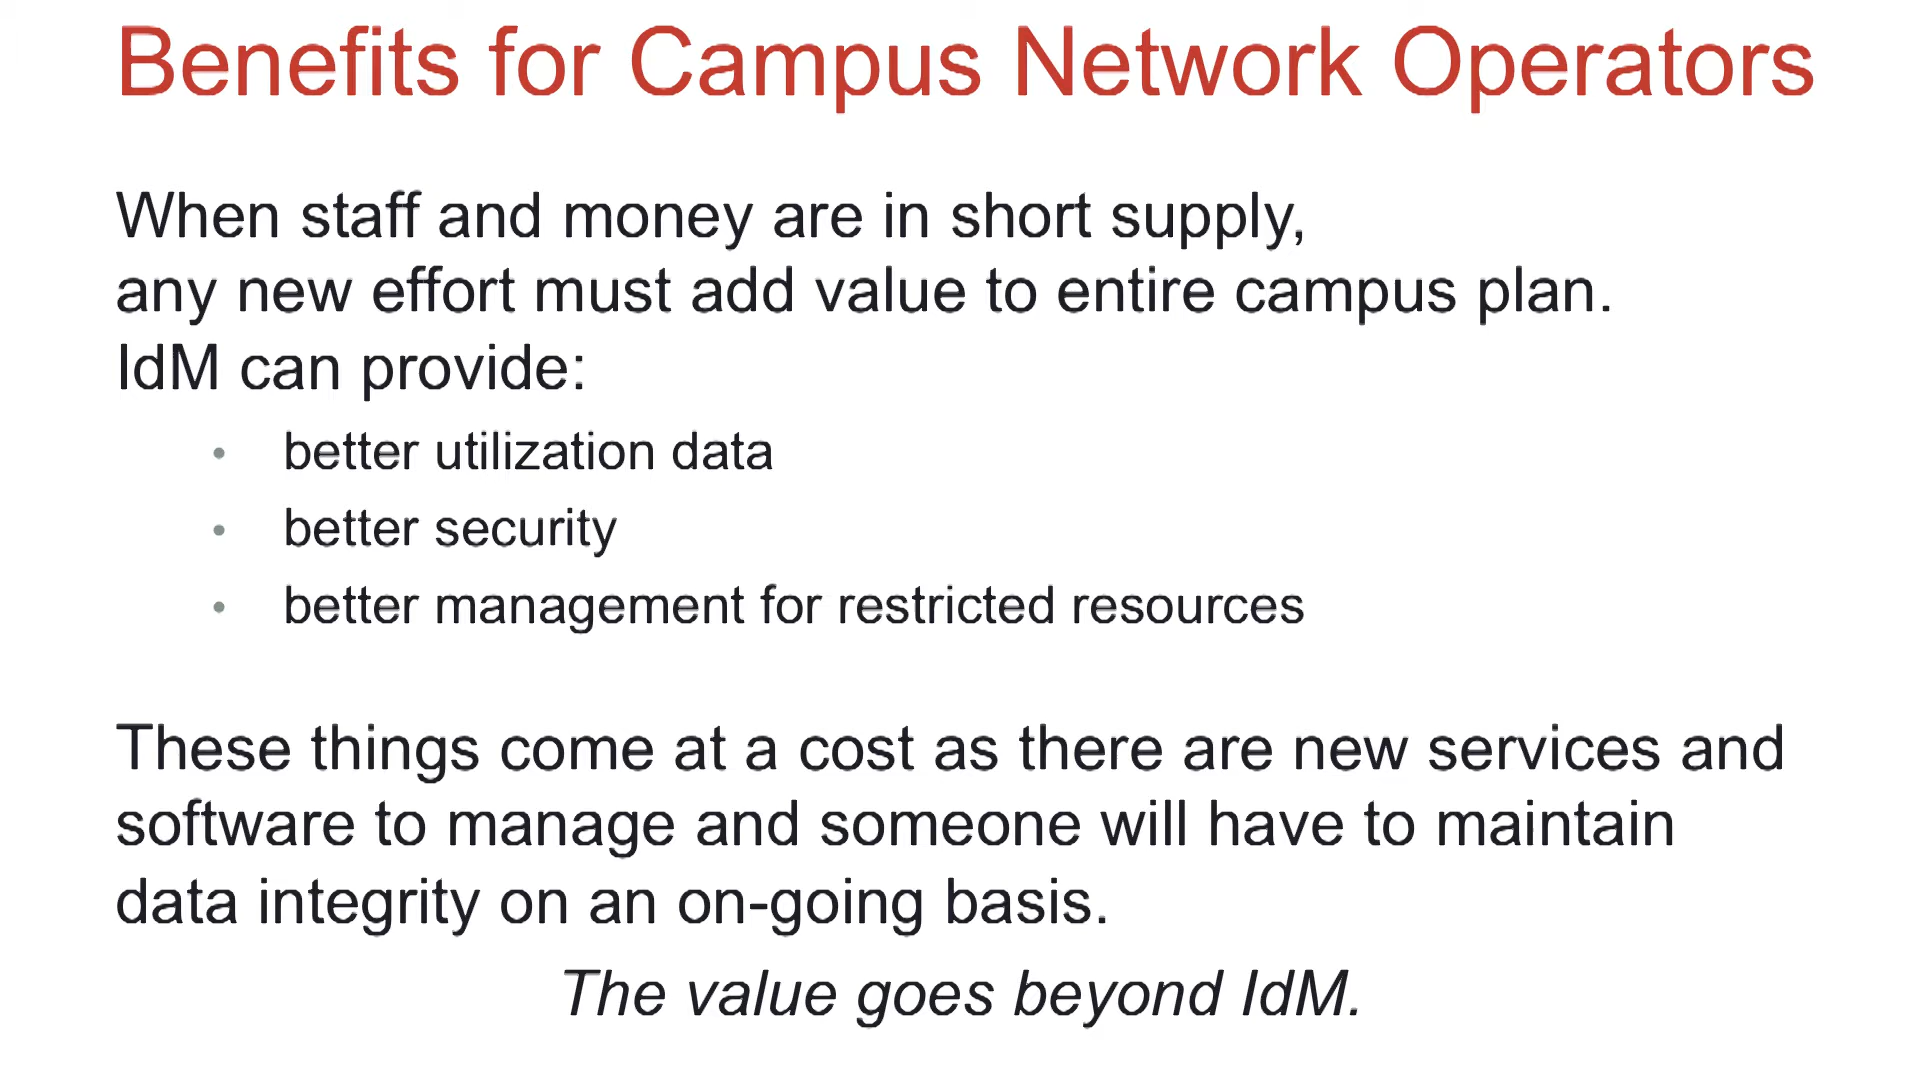 Benefits for Campus Network Operators
When staff and money are in short supply,
any new effort must add value to entire campus plan.
IdM can provide:
• better utilization data
• better security
• better management for restricted resources
These things come at a cost as there are new services and
software to manage and someone will have to maintain
data integrity on an on-going basis.
The value goes beyond IdM.